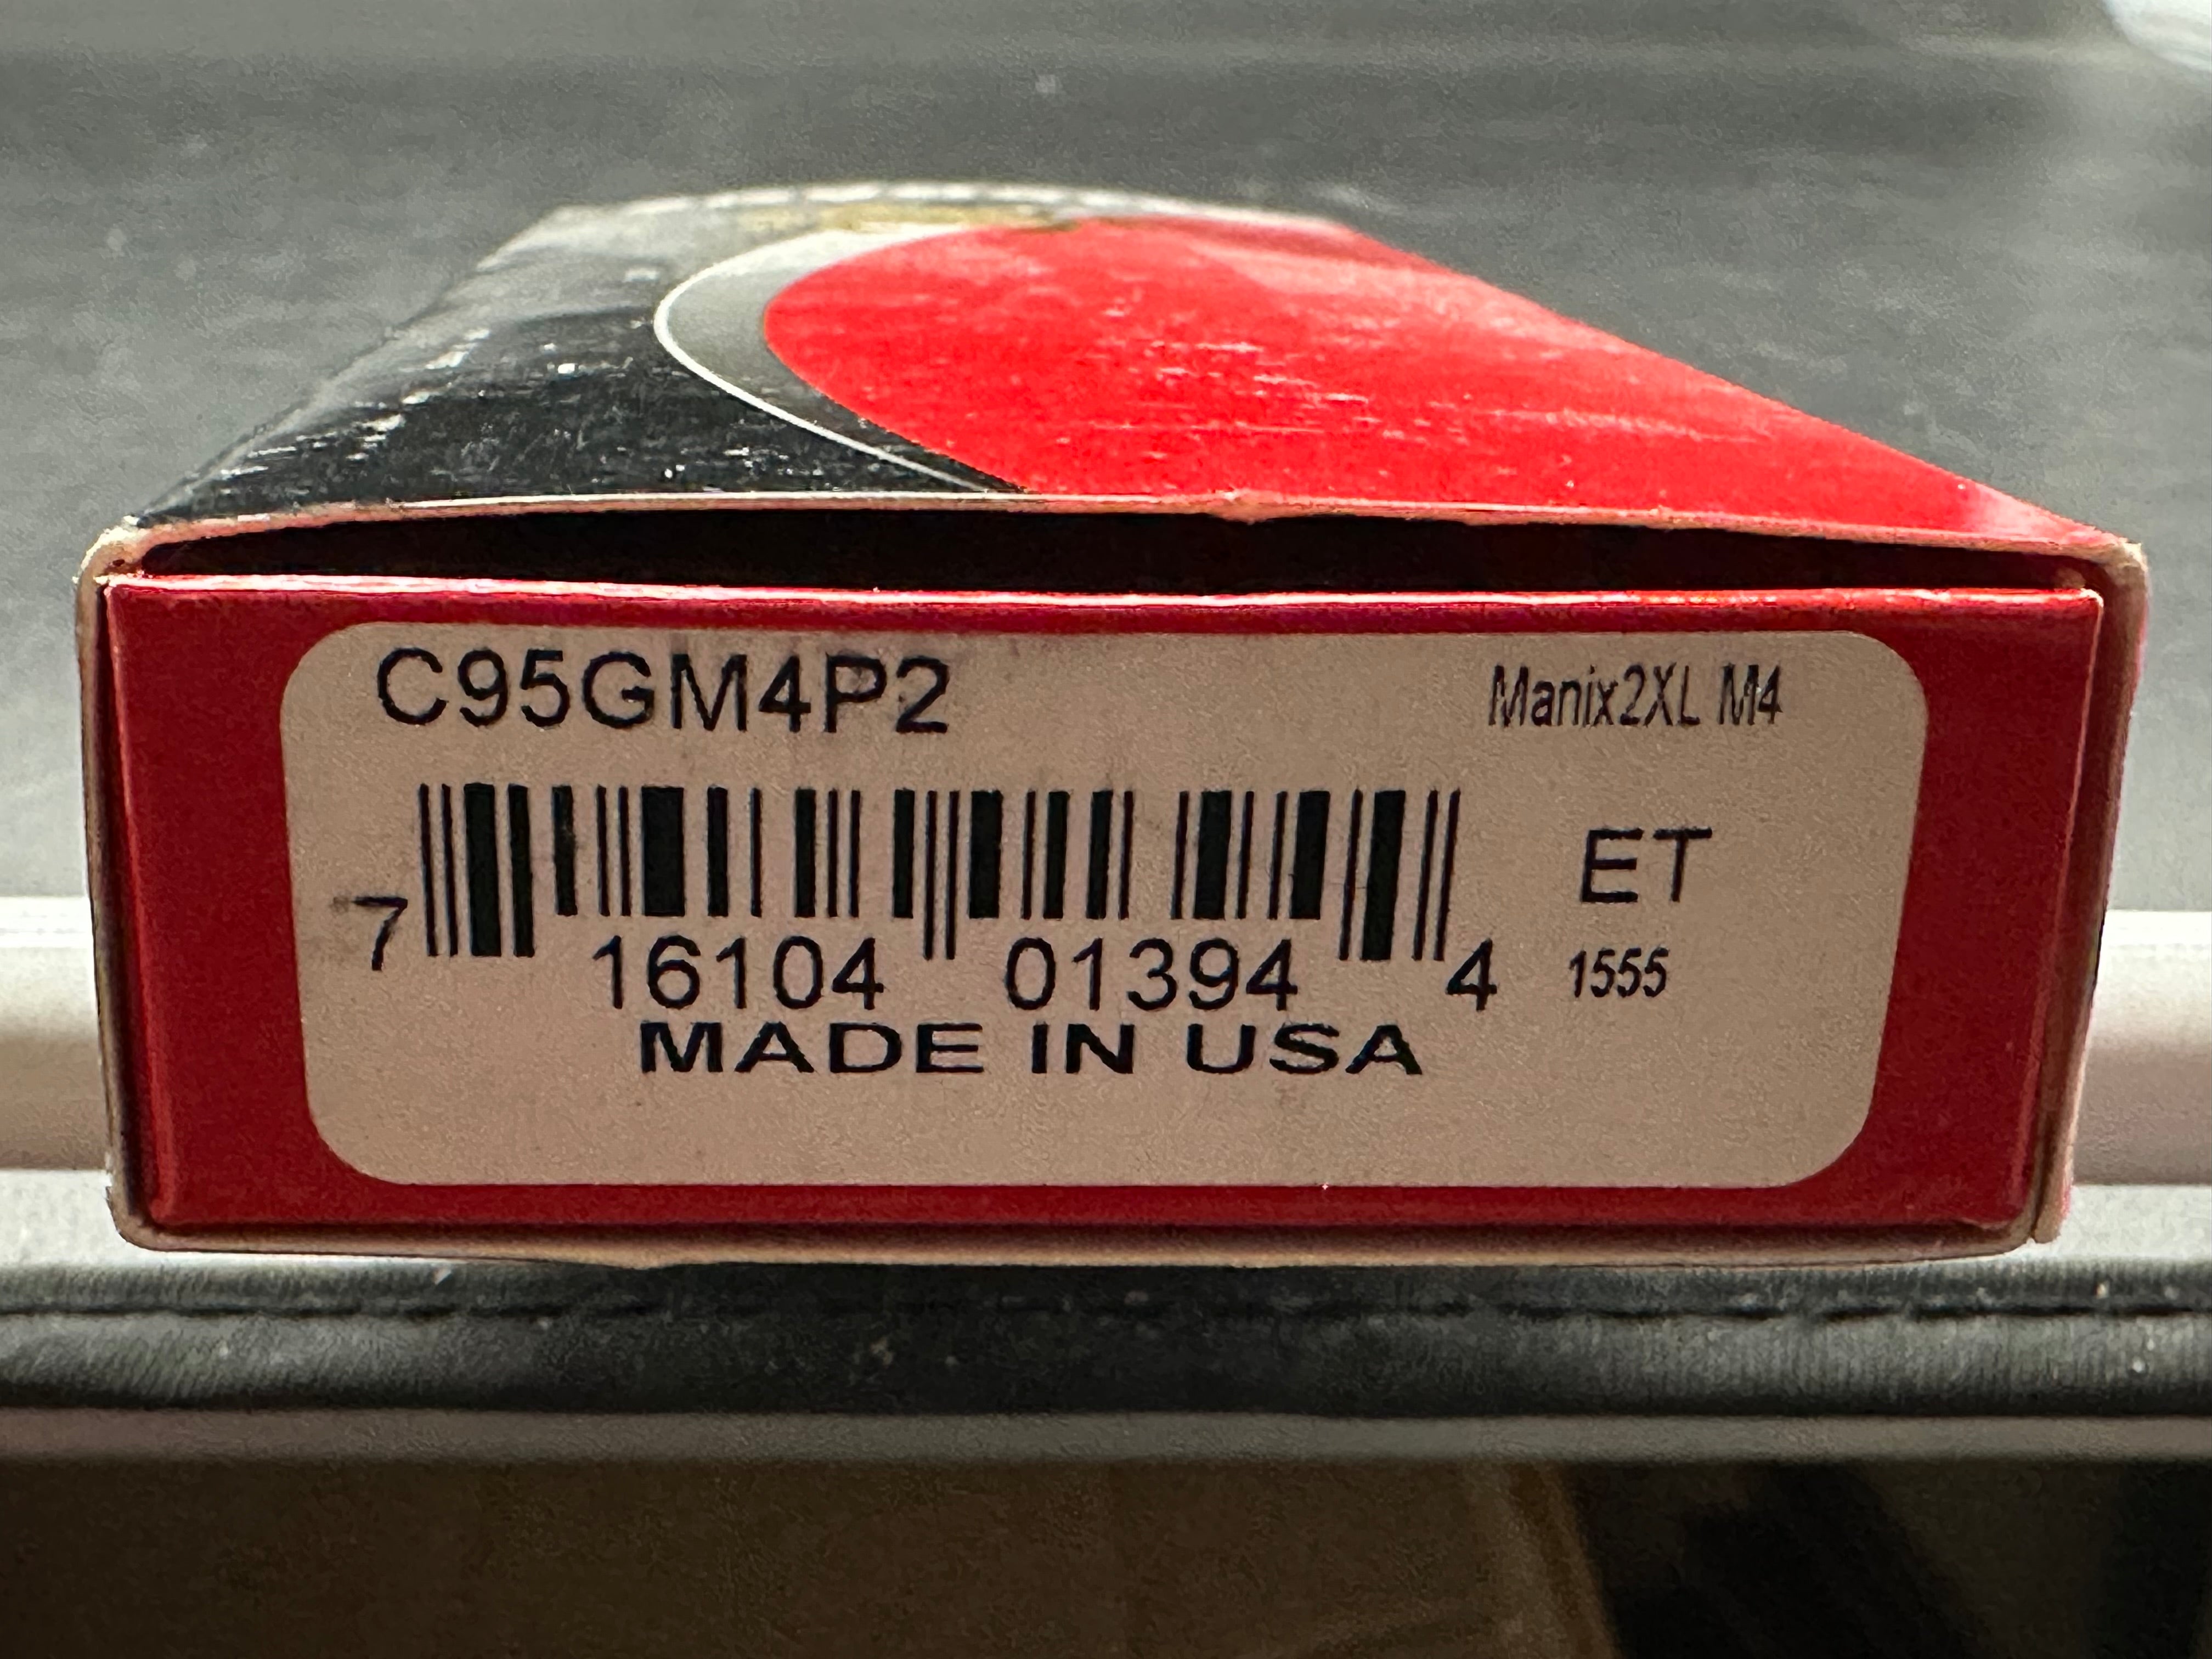 C95GM4P2 Manix2XL M4
ET
7 16104 01394 4 1555
MADE IN USA